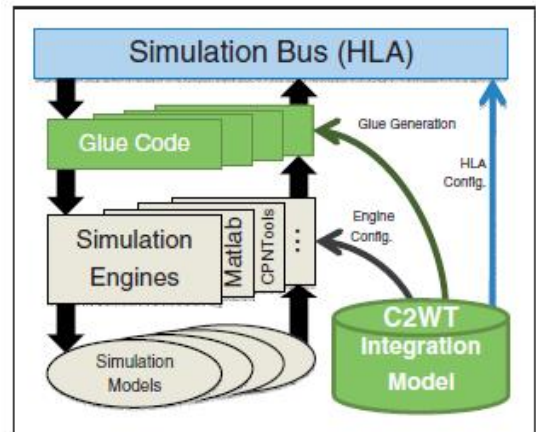 Simulation Bus (HLA)
Glue Code
Glue Generation
HLA
Config.
Engine
Config.
Simulation
Engines
Matlab
CPNTools
...
C2WT
Integration
Model
Simulation
Models